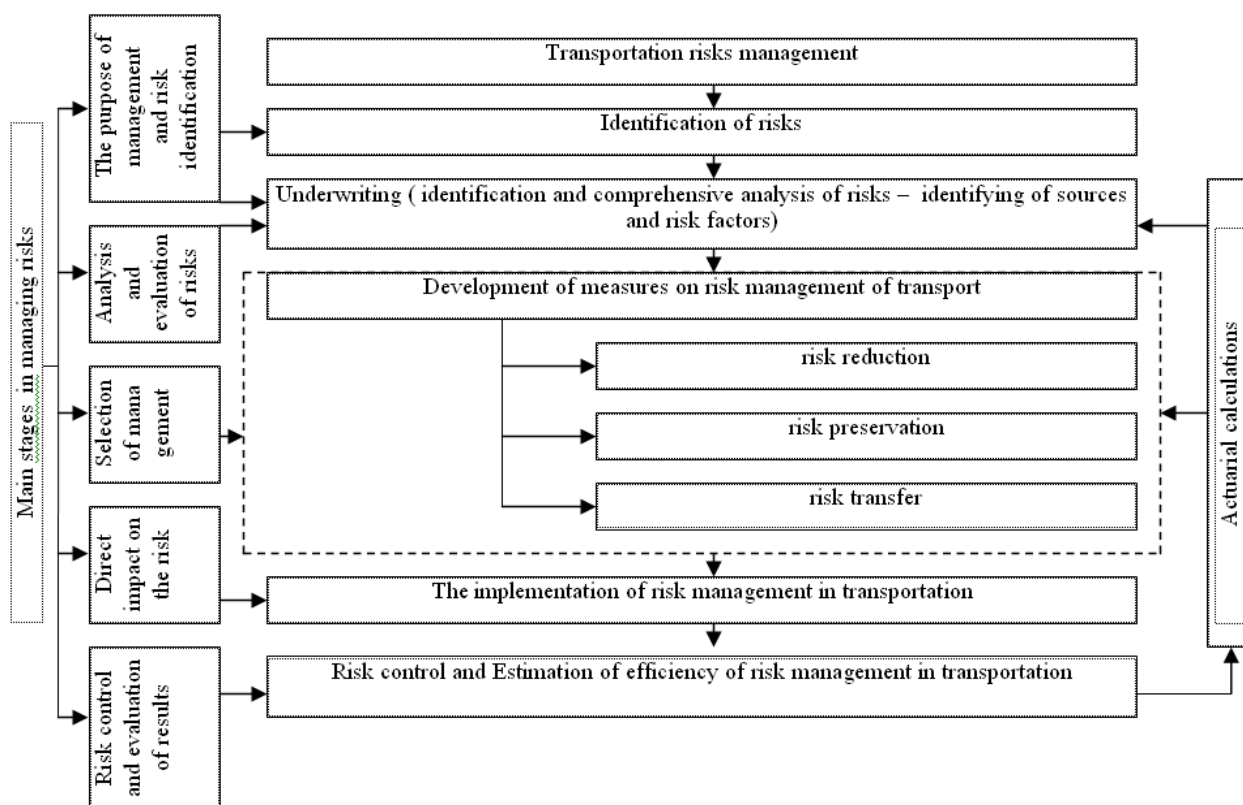 Main stages in managing risks
The purpose of
management
and risk
identification
Analysis
and
evaluation
of risks
Selection
of mana
gement
Direct
impact on
the risk
Risk control
and evaluation
of results
Transportation risks management
Identification of risks
Underwriting ( identification and comprehensive analysis of risks – identifying of sources
and risk factors)
Development of measures on risk management of transport
risk reduction
risk preservation
risk transfer
The implementation of risk management in transportation
Risk control and Estimation of efficiency of risk management in transportation
Actuarial calculations